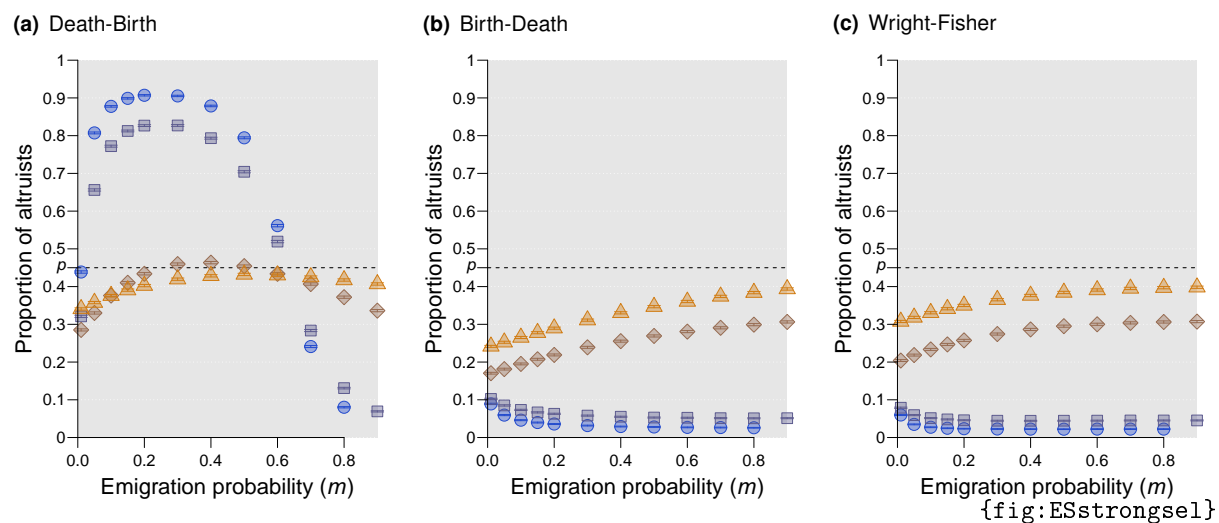 (a) Death-Birth
1
0.9
0.8
0.7
0.6
0.5
p
0.4
0.3
0.2
0.1
0
Proportion of altruists
0.0 0.2 0.4 0.6 0.8
Emigration probability (m)
(b) Birth-Death
1
0.9
0.8
0.7
0.6
0.5
p
0.4
0.3
0.2
0.1
0
Proportion of altruists
0.0 0.2 0.4 0.6 0.8
Emigration probability (m)
(c) Wright-Fisher
1
0.9
0.8
0.7
0.6
0.5
p
0.4
0.3
0.2
0.1
0
Proportion of altruists
0.0 0.2 0.4 0.6 0.8
Emigration probability (m)
{fig:ESstrongsel}